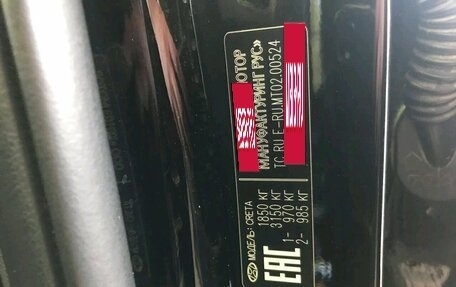 ОТОР
МАНУФАКТУРИНГ РУС»
TC RU E-RU.MT02.00524
1850 КГ
3150 КГ
1- 970 КГ
2- 985 КГ
МОДЕЛЬ: CRETA
EAC